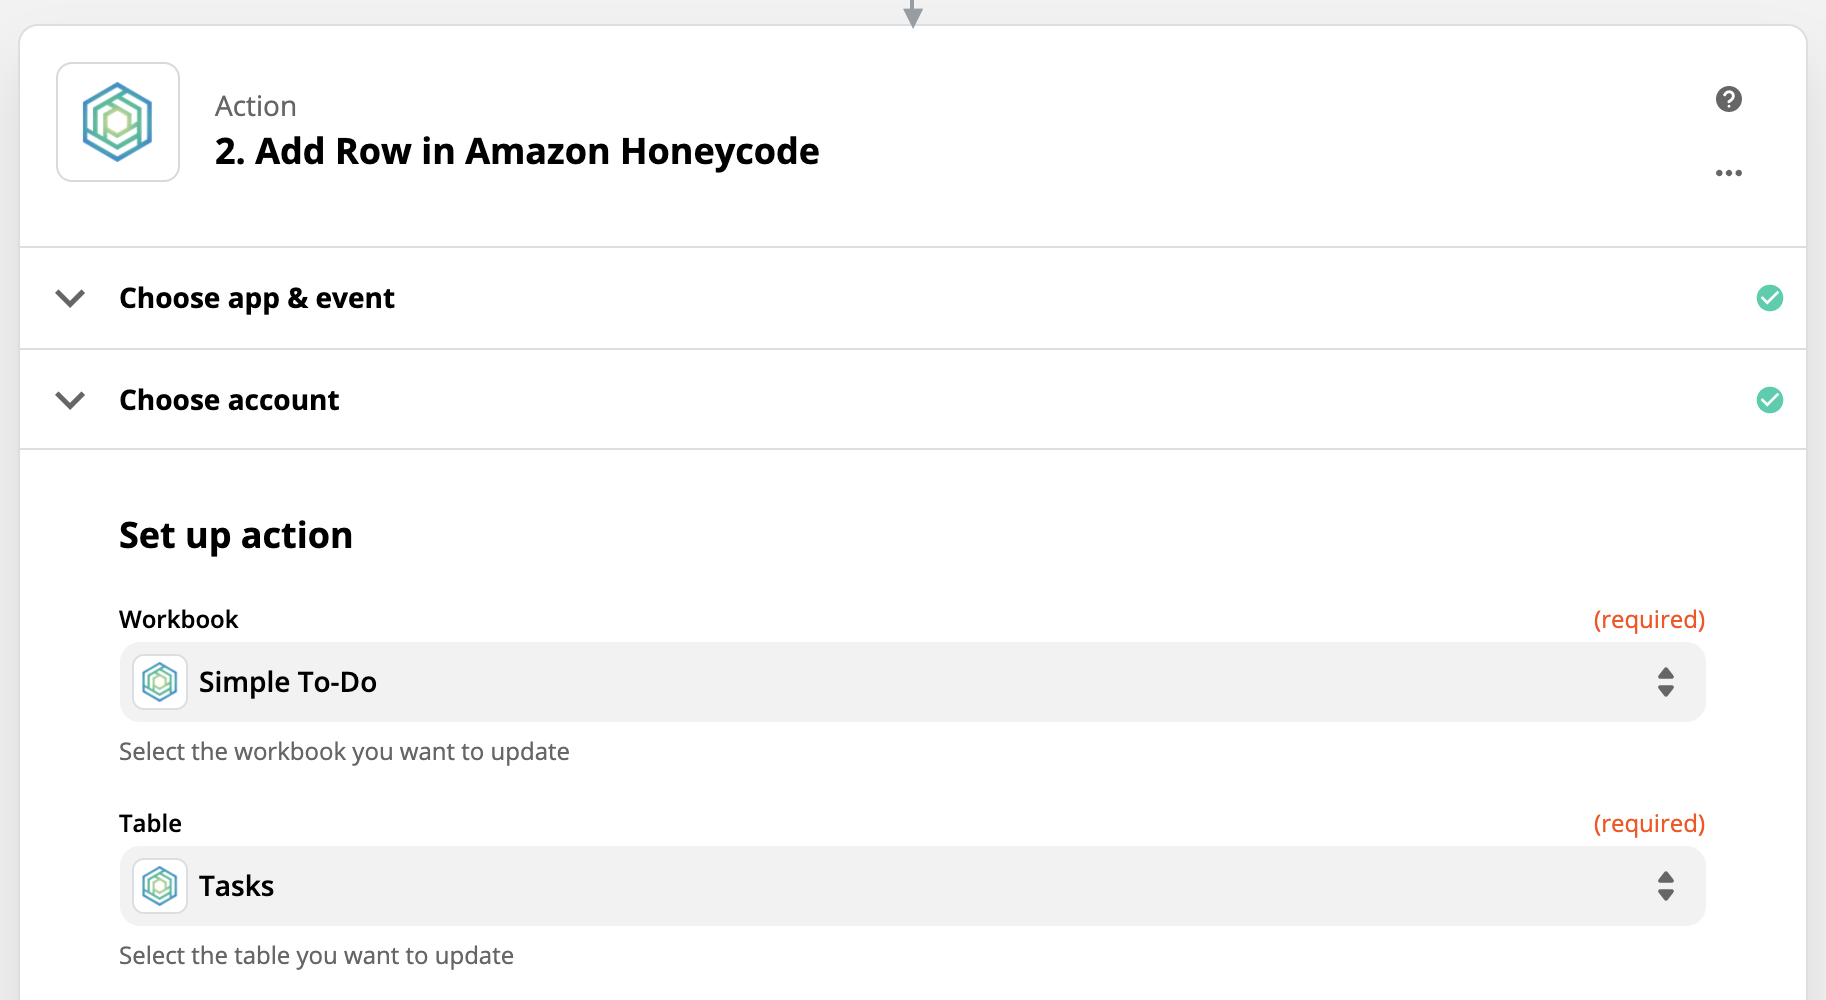 Action
2. Add Row in Amazon Honeycode
Choose app & event
Choose account
Set up action
Workbook (required)
Simple To-Do
Select the workbook you want to update
Table (required)
Tasks
Select the table you want to update